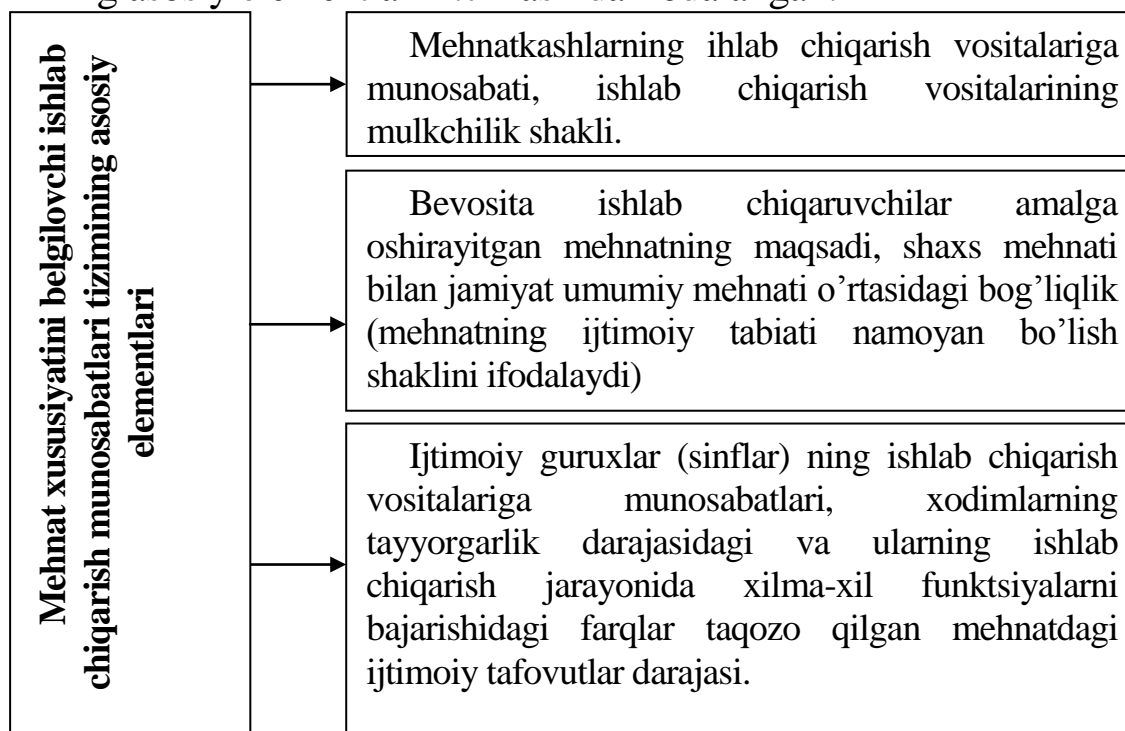 Mehnat xususiyatini belgilovchi ishlab
chiqarish munosabatlari tizimining asosiy
elementlari
Mehnatkashlarning ihlab chiqarish vositalariga
munosabati, ishlab chiqarish vositalarining
mulkchilik shakli.
Bevosita ishlab chiqaruvchilar amalga
oshirayitgan mehnatning maqsadi, shaxs mehnati
bilan jamiyat umumiy mehnati o’rtasidagi bog’liqlik
(mehnatning ijtimoiy tabiati namoyan bo’lish
shaklini ifodalaydi)
Ijtimoiy guruxlar (sinflar) ning ishlab chiqarish
vositalariga munosabatlari, xodimlarning
tayyorgarlik darajasidagi va ularning ishlab
chiqarish jarayonida xilma-xil funktsiyalarni
bajarishidagi farqlar taqozo qilgan mehnatdagi
ijtimoiy tafovutlar darajasi.